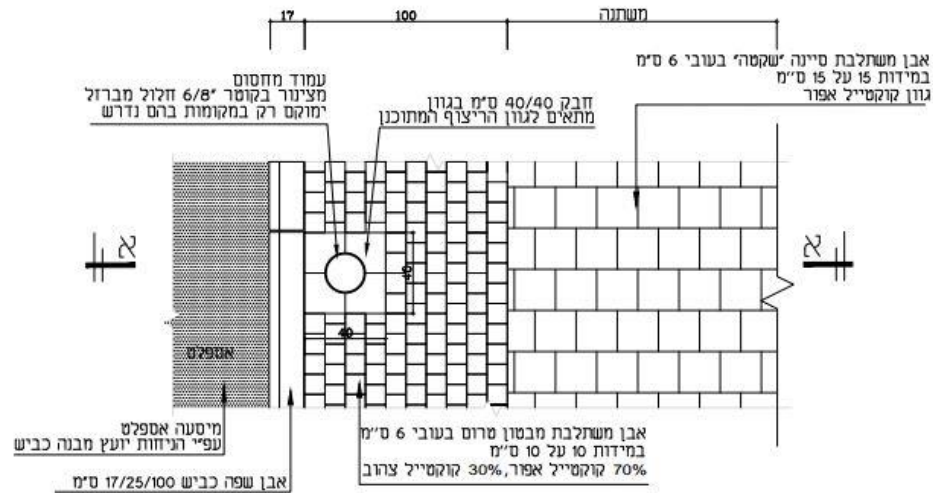 17
100
משתנה
אבן משתלבת סיינה "שקטה" בעובי 6 ס"מ
במידות 15 על 15 ס''מ
גוון קוקטייל אפור
עמוד מחסום
מצינור בקוטר "6/8 חלול מברזל
ימוקם רק במקומות בהם נדרש
חבק 40/40 ס"מ בגוון
מתאים לגוון הריצוף המתוכנן
א
א
40
40
אספלט
מיסעה אספלט
עפ"י הניחות יועץ מבנה כביש
אבן שפה כביש 17/25/100 ס"מ
אבן משתלבת מבטון טרום בעובי 6 ס''מ
במידות 10 על 10 ס''מ
70% קוקטייל אפור, 30% קוקטייל צהוב